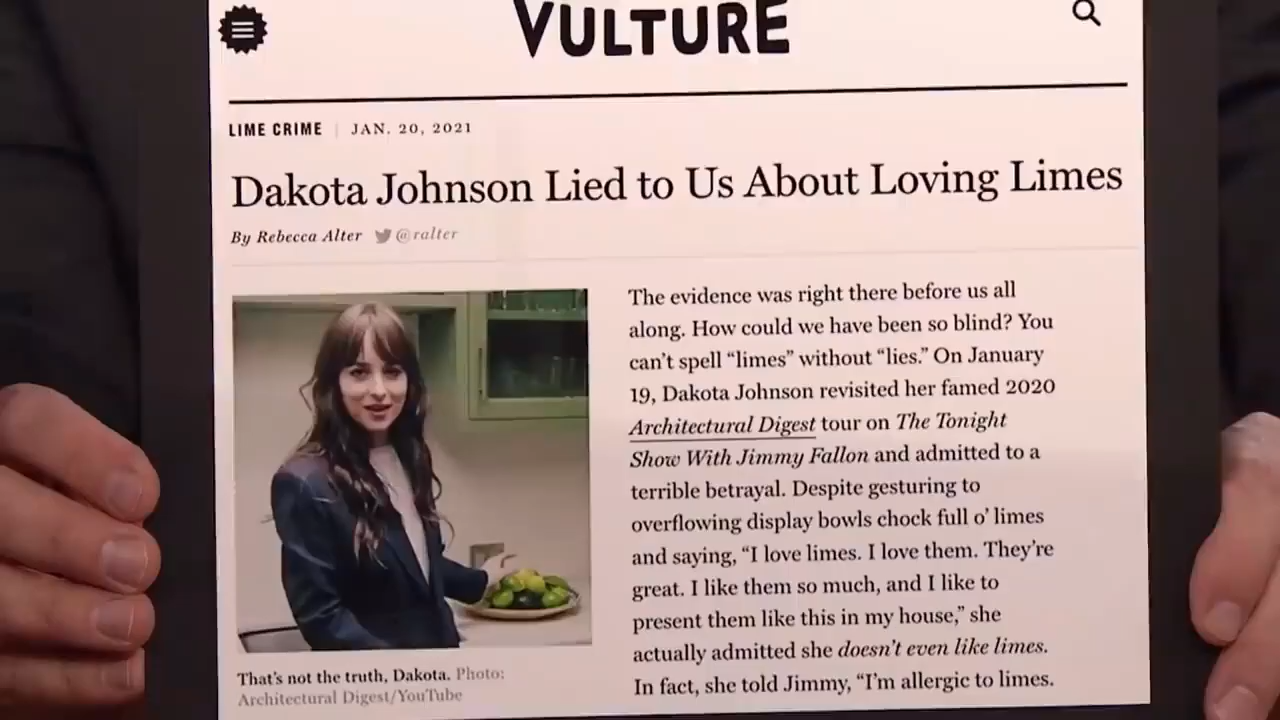 VULTURE
LIME CRIME | JAN. 20, 2021
Dakota Johnson Lied to Us About Loving Limes
By Rebecca Alter @ralter
The evidence was right there before us all
along. How could we have been so blind? You
can't spell “limes” without “lies.” On January
19, Dakota Johnson revisited her famed 2020
Architectural Digest tour on The Tonight
Show With Jimmy Fallon and admitted to a
terrible betrayal. Despite gesturing to
overflowing display bowls chock full o’ limes
and saying, “I love limes. I love them. They’re
great. I like them so much, and I like to
present them like this in my house,” she
actually admitted she doesn’t even like limes.
In fact, she told Jimmy, “I’m allergic to limes.
That’s not the truth, Dakota. Photo:
Architectural Digest/YouTube